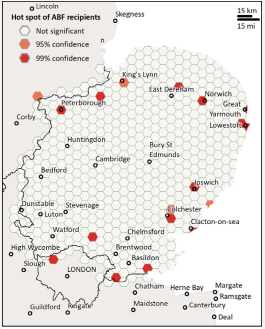 Lincoln
Hot spot of ABF recipients
Not significant
95% confidence
99% confidence
Skegness
15 km
15 mi
n
King's Lynn
East Dereham
Norwich
Great
Yarmouth
Lowestoft
Peterborough
Corby
Huntingdon
Bury St
Edmunds
Cambridge
Bedford
Ipswich
Dunstable
Stevenage
Luton
Colchester
Clacton-on-sea
Watford
Chelmsford
High Wycombe
Brentwood
Basildon
Slough
LONDON
Chatham
Herne Bay
Margate
Ramsgate
Maidstone
Canterbury
Guildford
Reigate
Deal